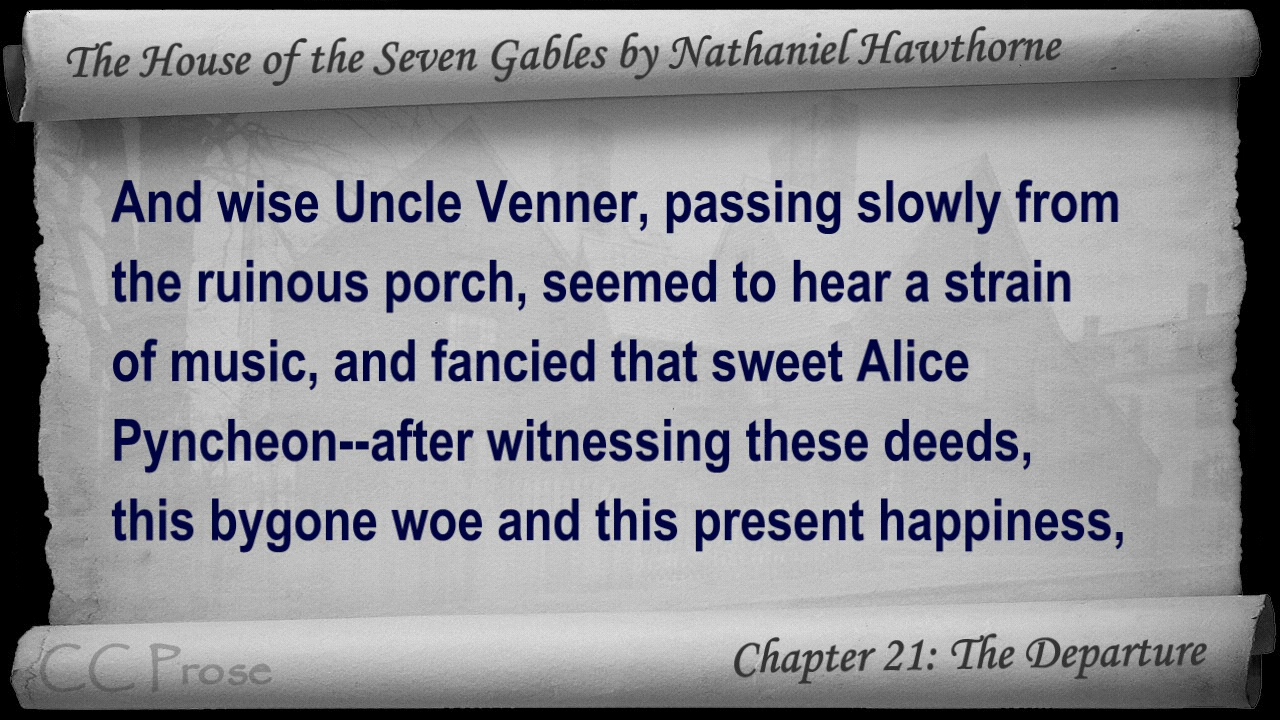 The House of the Seven Gables by Nathaniel Hawthorne
And wise Uncle Venner, passing slowly from
the ruinous porch, seemed to hear a strain
of music, and fancied that sweet Alice
Pyncheon--after witnessing these deeds,
this bygone woe and this present happiness,
CC Prose
Chapter 21: The Departure